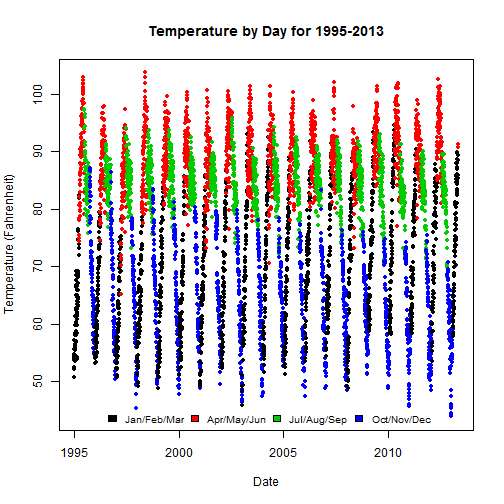 Temperature by Day for 1995-2013
Temperature (Fahrenheit)
100
90
80
70
60
50
Jan/Feb/Mar Apr/May/Jun Jul/Aug/Sep Oct/Nov/Dec
1995 2000 2005 2010
Date